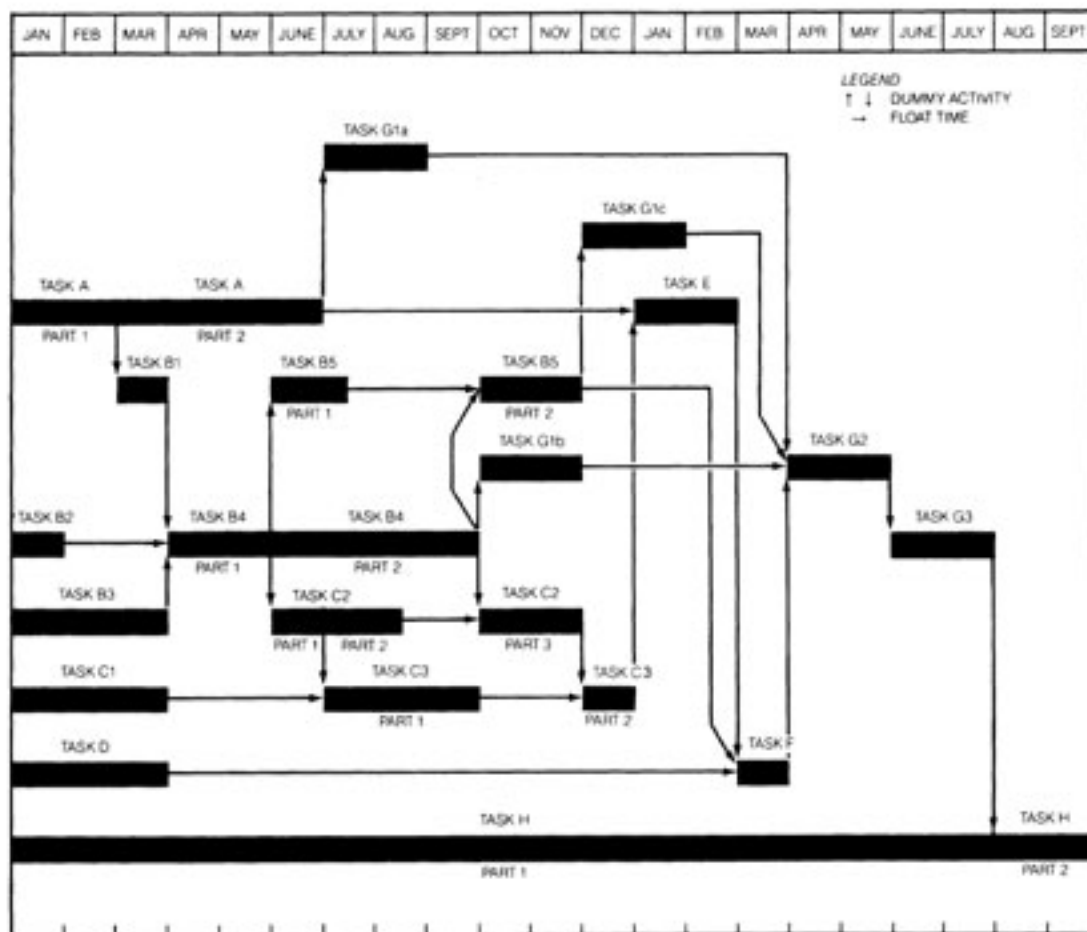 JAN FEB MAR APR MAY JUNE JULY AUG SEPT OCT NOV DEC JAN FEB MAR APR MAY JUNE JULY AUG SEPT
LEGEND
↑ ↓ DUMMY ACTIVITY
→ FLOAT TIME
TASK G1a
TASK G1c
TASK A TASK A TASK E
PART 1 PART 2
TASK B1 TASK B5 TASK B5
PART 1 PART 2
TASK G1b TASK G2
TASK B2 TASK B4 TASK B4 TASK G3
PART 1 PART 2
TASK B3 TASK C2 TASK C2
PART 1 PART 2 PART 3
TASK C1 TASK C3 TASK C3
PART 1 PART 2
TASK D TASK F
TASK H TASK H
PART 1 PART 2